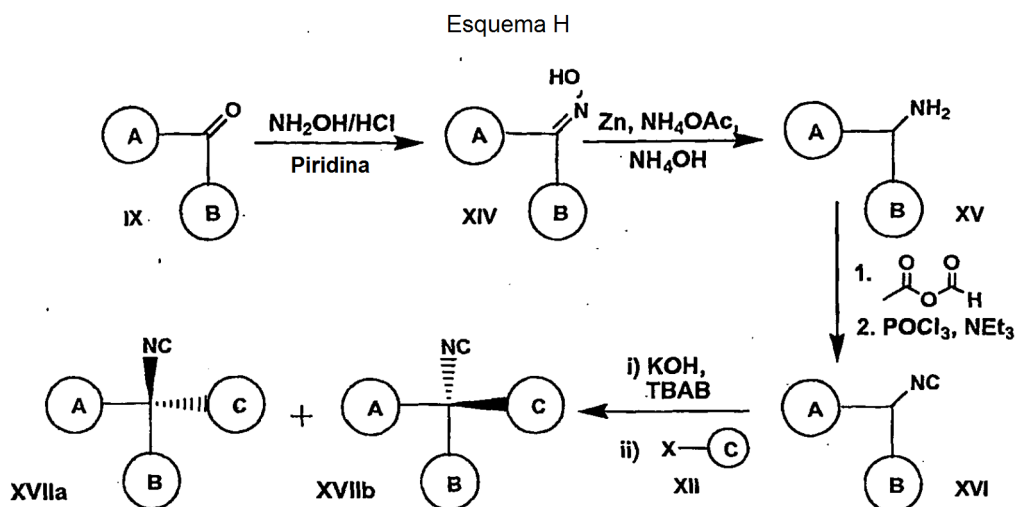 Esquema H
A
O
B
IX
NH2OH/HCl
Piridina
HO
N
A
B
XIV
Zn, NH4OAc,
NH4OH
A
NH2
B
XV
1.
O O
O H
2. POCl3, NEt3
NC
A
C
B
XVIIa
+
NC
A
C
B
XVIIb
i) KOH,
TBAB
ii) X C
XII
NC
A
B
XVI